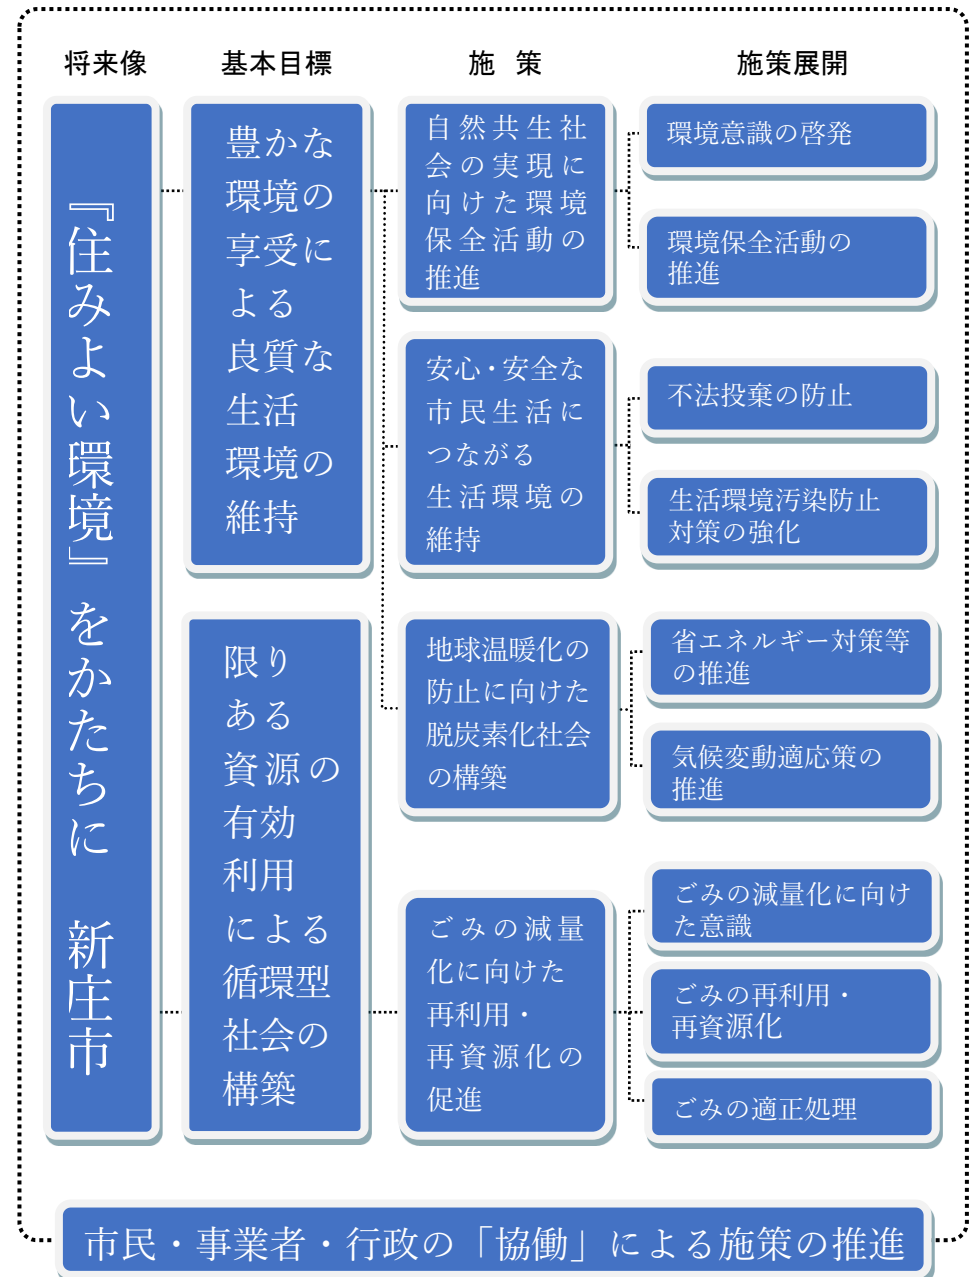 将来像
基本目標
施 策
施策展開
『住みよい環境』をかたちに 新庄市
豊かな
環境の
享受に
よる
良質な
生活
環境の
維持
自然共生社
会の実現に
向けた環境
保全活動の
推進
環境意識の啓発
環境保全活動の
推進
安心・安全な
市民生活に
つながる
生活環境の
維持
不法投棄の防止
生活環境汚染防止
対策の強化
地球温暖化の
防止に向けた
脱炭素化社会
の構築
省エネルギー対策等
の推進
気候変動適応策の
推進
限り
ある
資源の
有効
利用
による
循環型
社会の
構築
ごみの減量
化に向けた
再利用・
再資源化の
促進
ごみの減量化に向け
た意識
ごみの再利用・
再資源化
ごみの適正処理
市民・事業者・行政の「協働」による施策の推進